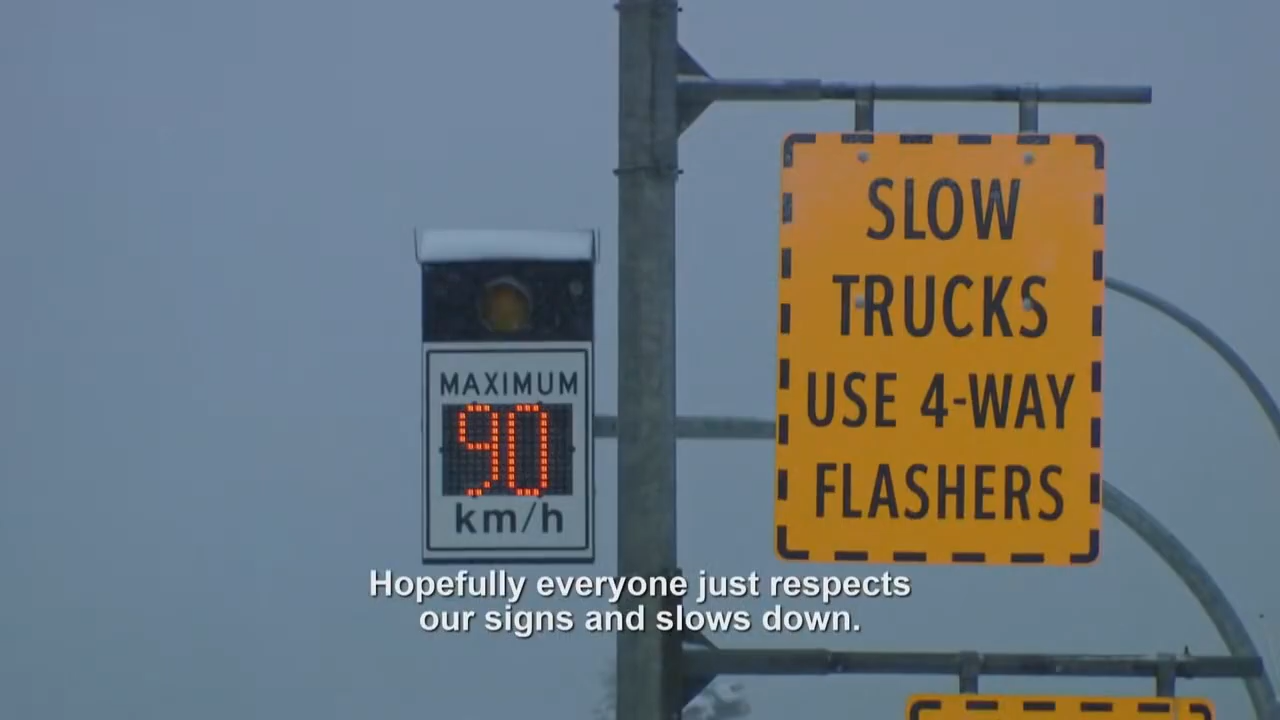 MAXIMUM
90
km/h
SLOW
TRUCKS
USE 4-WAY
FLASHERS
Hopefully everyone just respects
our signs and slows down.